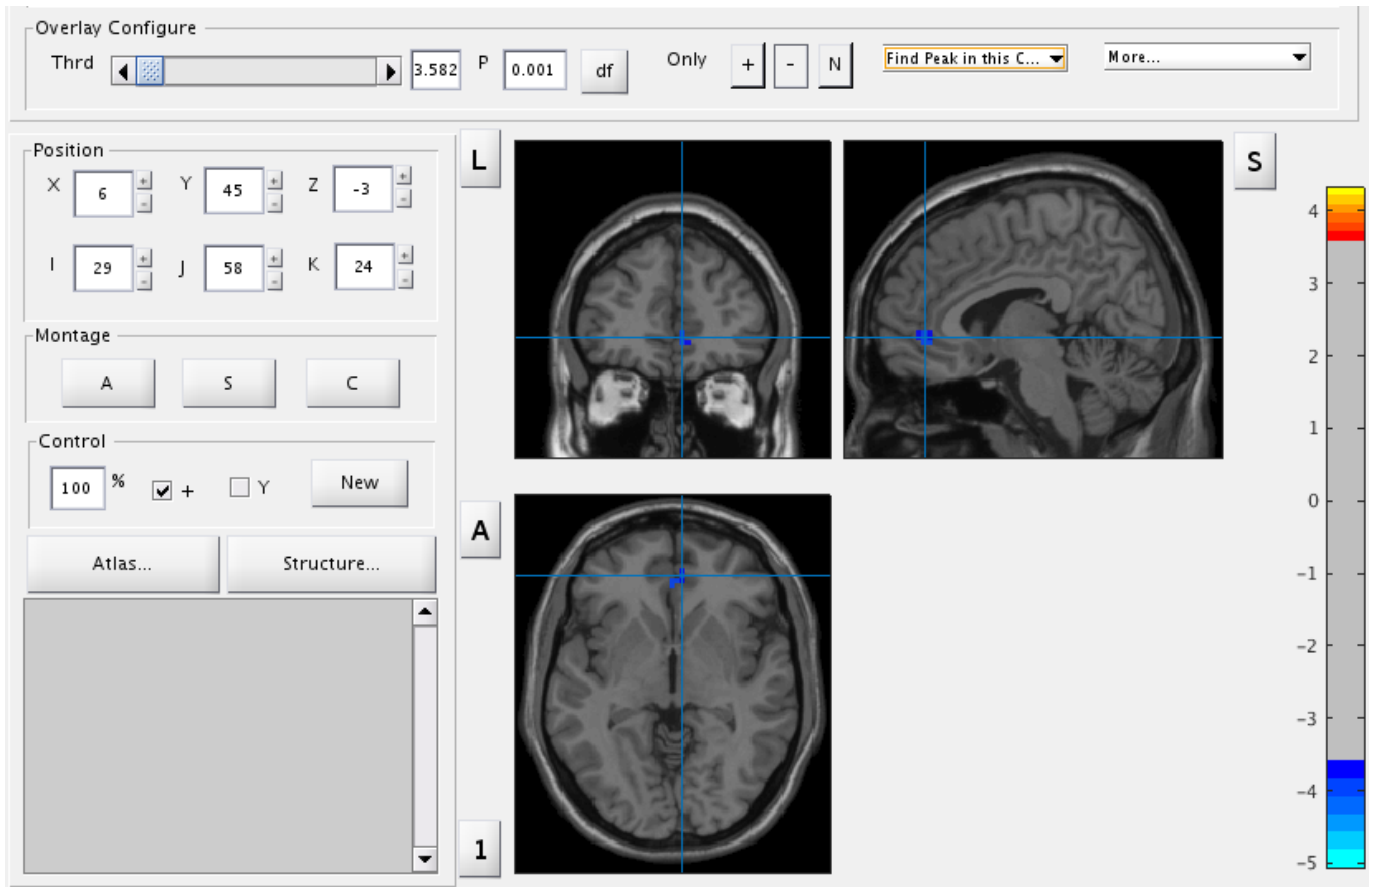 Overlay Configure
Thrd 3.582 P 0.001 df Only + - N Find Peak in this C... More...
Position
X 6 + - Y 45 + - Z -3 + -
I 29 + - J 58 + - K 24 + -
Montage
A S C
Control
100 % + Y New
Atlas... Structure...
L
S
A
1
4
3
2
1
0
-1
-2
-3
-4
-5